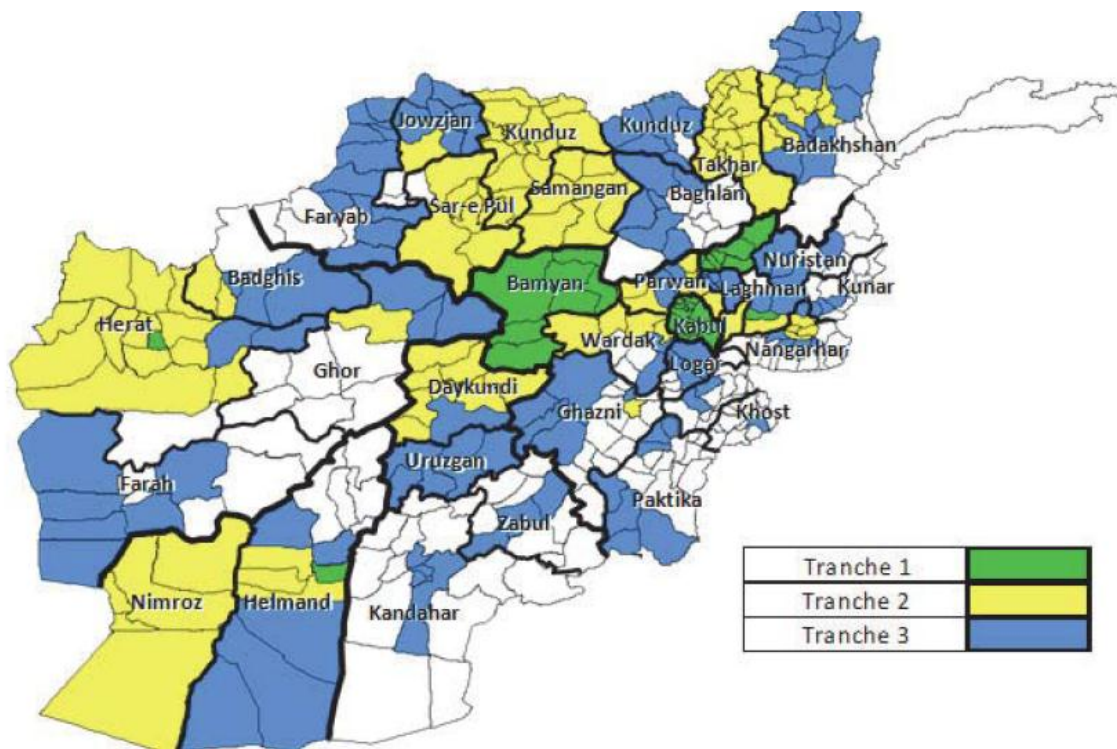 Jowzjan
Kunduz
Kunduz
Takhar
Badakhshan
Samangan
Sar-e Pul
Baghlan
Faryab
Nuristan
Badghis
Bamyan
Parwan
Laghman
Kunar
Herat
Kabul
Wardak
Nangarhar
Ghor
Logar
Daykundi
Ghazni
Khost
Uruzgan
Farah
Paktika
Zabul
Nimroz
Helmand
Kandahar
Tranche 1
Tranche 2
Tranche 3